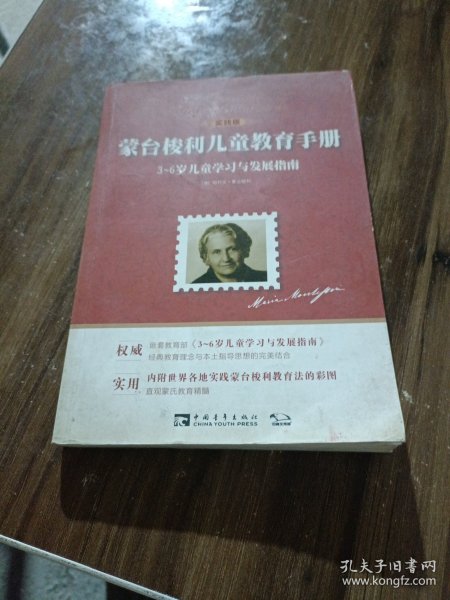 实践版
蒙台梭利儿童教育手册
3~6岁儿童学习与发展指南
Maria Montessori
权威
附套教育部《3~6岁儿童学习与发展指南》
经典教育理念与本土指导思想的完美结合
实用
内附世界各地实践蒙台梭利教育法的彩图
直观蒙氏教育精髓
中国青年出版社
CHINA YOUTH PRESS
孔夫子旧书网
www.kongfz.com